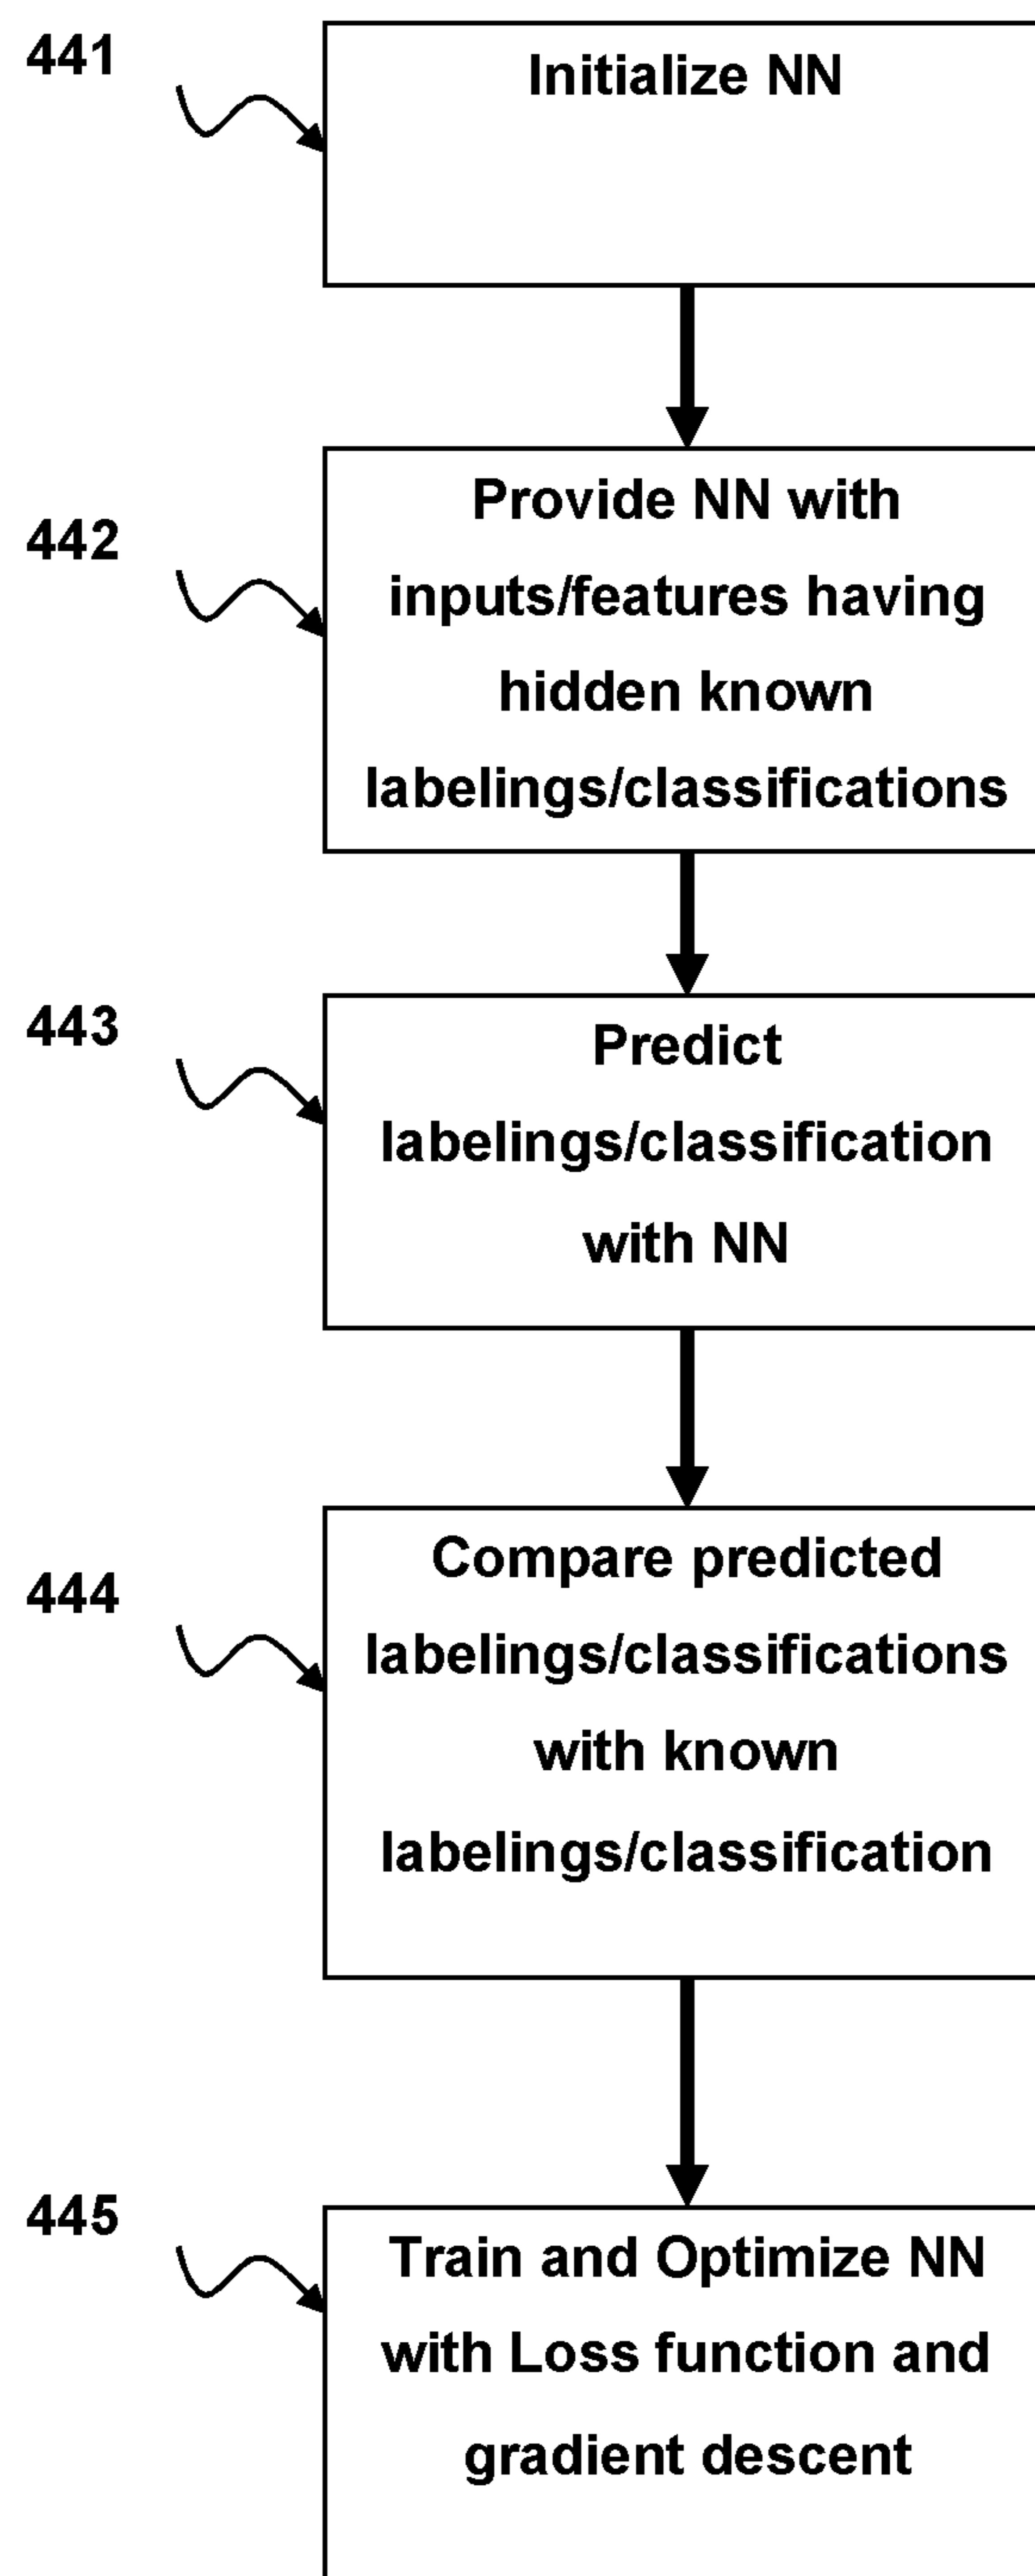 441
Initialize NN
442
Provide NN with
inputs/features having
hidden known
labelings/classifications
443
Predict
labelings/classification
with NN
444
Compare predicted
labelings/classifications
with known
labelings/classification
445
Train and Optimize NN
with Loss function and
gradient descent